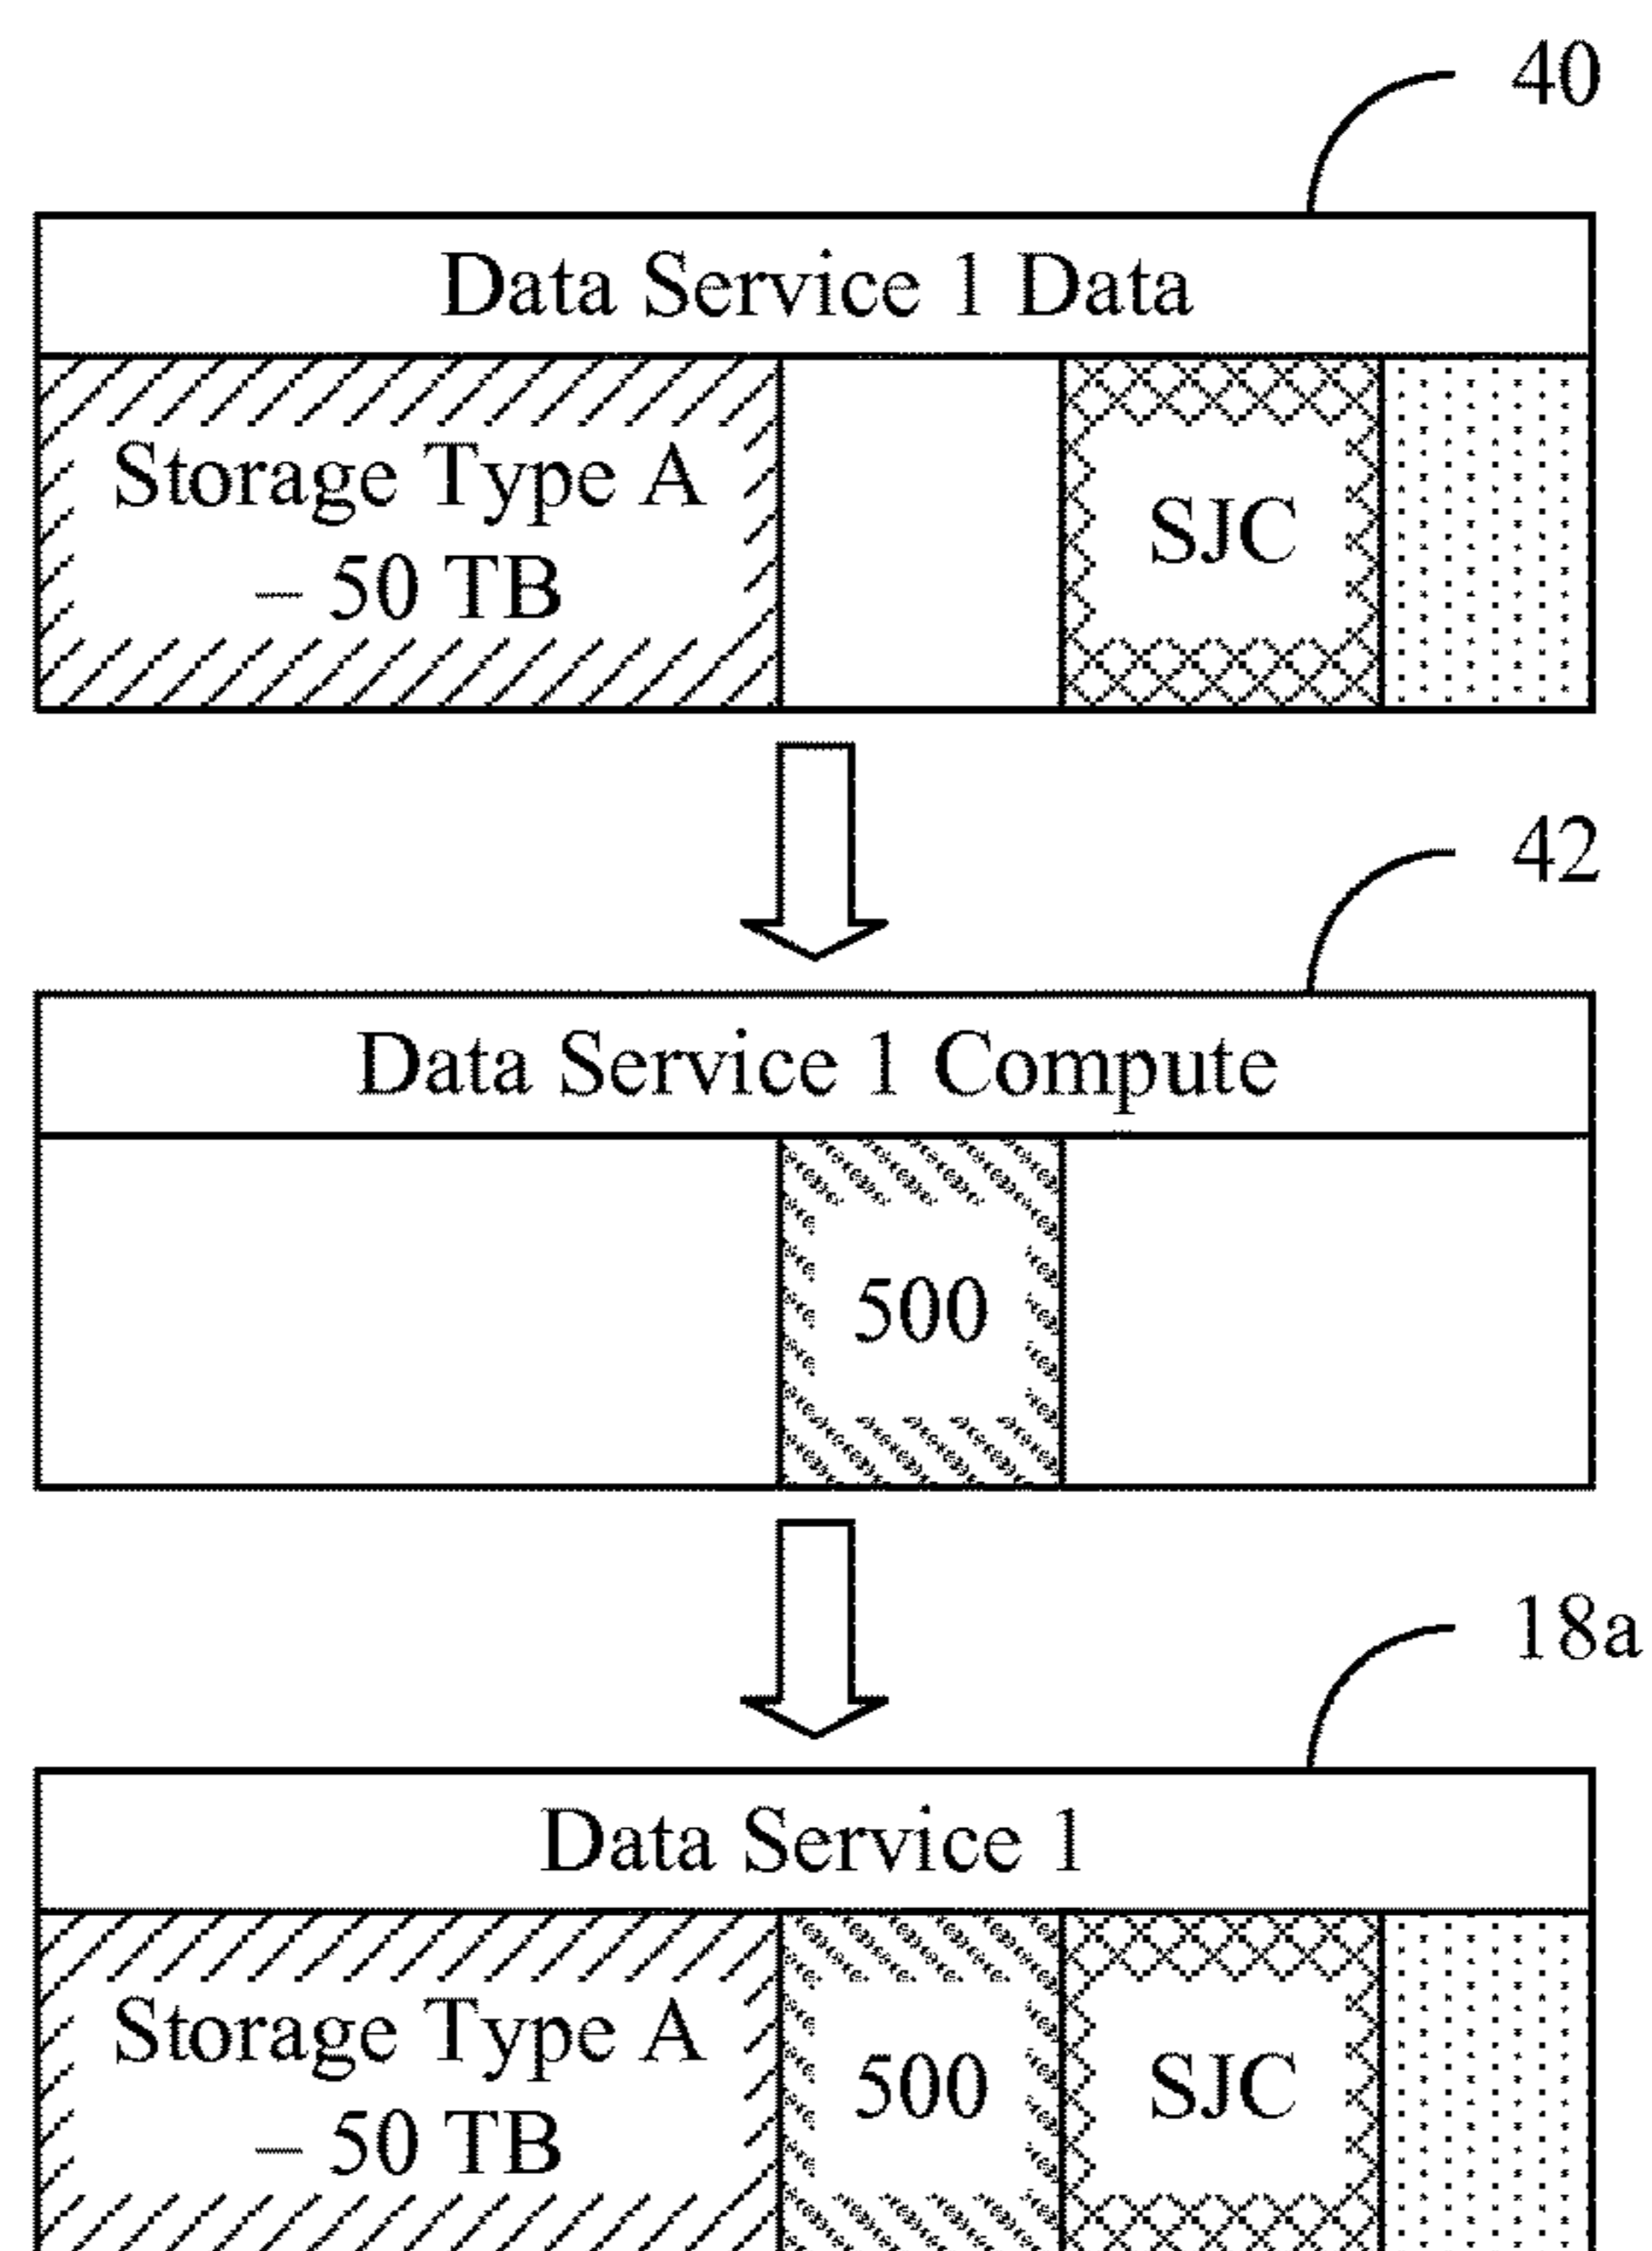 40
Data Service 1 Data
Storage Type A
– 50 TB
SJC
42
Data Service 1 Compute
500
18a
Data Service 1
Storage Type A
– 50 TB
500
SJC